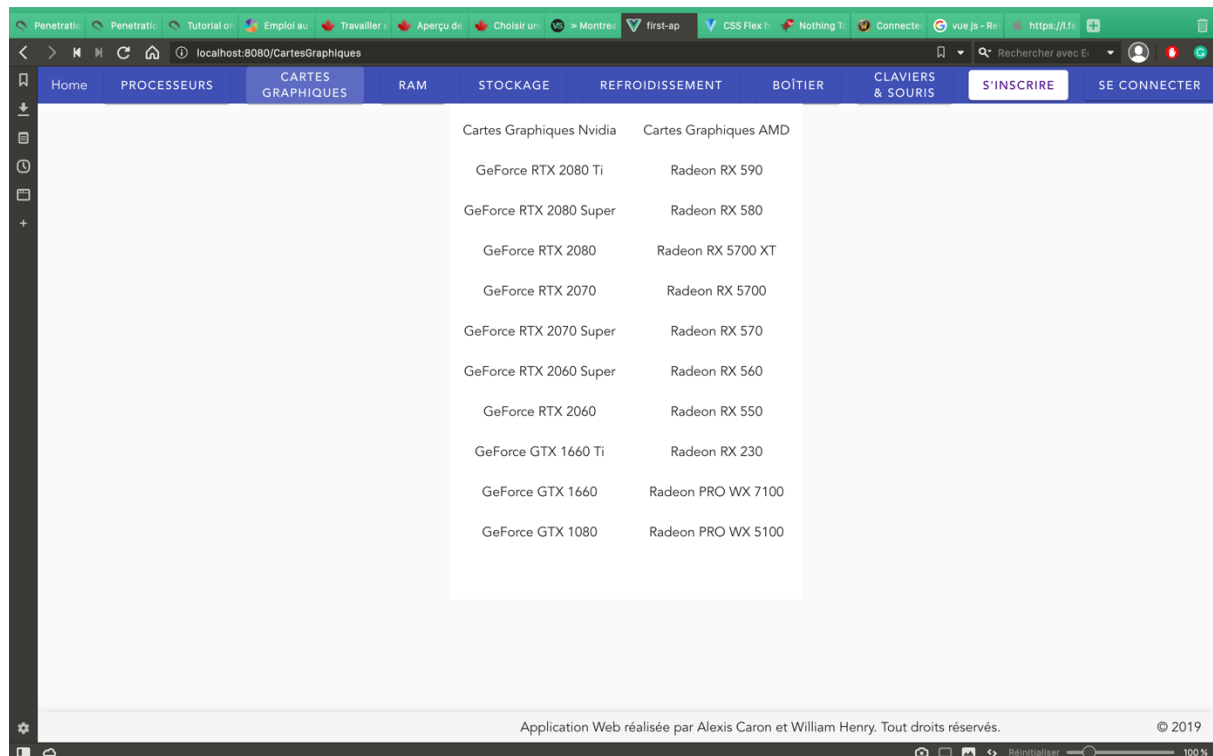 Penetratio Penetratio Tutorial on Emploi au Travailler e Aperçu de Choisir un » Montrea first-ap CSS Flex h Nothing To Connecte vue js - Re https://l.fa
localhost:8080/CartesGraphiques Rechercher avec E
Home PROCESSEURS CARTES GRAPHIQUES RAM STOCKAGE REFROIDISSEMENT BOÎTIER CLAVIERS & SOURIS S'INSCRIRE SE CONNECTER
Cartes Graphiques Nvidia Cartes Graphiques AMD
GeForce RTX 2080 Ti Radeon RX 590
GeForce RTX 2080 Super Radeon RX 580
GeForce RTX 2080 Radeon RX 5700 XT
GeForce RTX 2070 Radeon RX 5700
GeForce RTX 2070 Super Radeon RX 570
GeForce RTX 2060 Super Radeon RX 560
GeForce RTX 2060 Radeon RX 550
GeForce GTX 1660 Ti Radeon RX 230
GeForce GTX 1660 Radeon PRO WX 7100
GeForce GTX 1080 Radeon PRO WX 5100
Application Web réalisée par Alexis Caron et William Henry. Tout droits réservés. © 2019
Réinitialiser 100 %